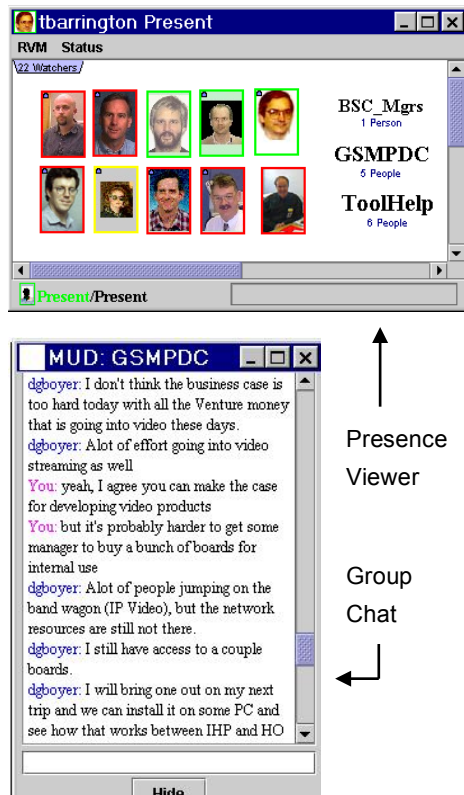 tbarrington Present
RVM Status
22 Watchers
BSC_Mgrs
1 Person
GSMPDC
5 People
ToolHelp
6 People
Present/Present
MUD: GSMPDC
dgboyer: I don't think the business case is
too hard today with all the Venture money
that is going into video these days.
dgboyer: Alot of effort going into video
streaming as well
You: yeah, I agree you can make the case
for developing video products
You: but it's probably harder to get some
manager to buy a bunch of boards for
internal use
dgboyer: Alot of people jumping on the
band wagon (IP Video), but the network
resources are still not there.
dgboyer: I still have access to a couple
boards.
dgboyer: I will bring one out on my next
trip and we can install it on some PC and
see how that works between IHP and HO
Hide
Presence
Viewer
Group
Chat